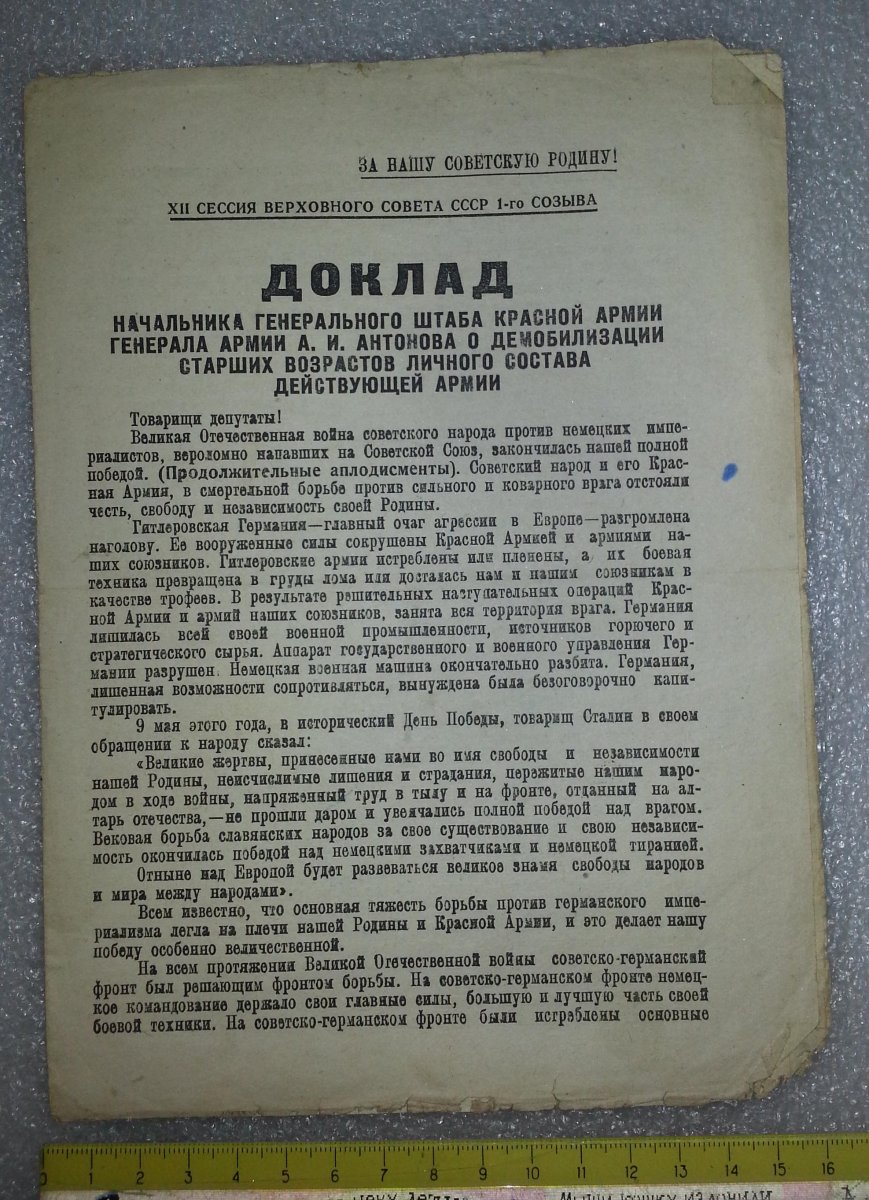 ЗА НАШУ СОВЕТСКУЮ РОДИНУ!
XII СЕССИЯ ВЕРХОВНОГО СОВЕТА СССР 1-го СОЗЫВА
ДОКЛАД
НАЧАЛЬНИКА ГЕНЕРАЛЬНОГО ШТАБА КРАСНОЙ АРМИИ
ГЕНЕРАЛА АРМИИ А. И. АНТОНОВА О ДЕМОБИЛИЗАЦИИ
СТАРШИХ ВОЗРАСТОВ ЛИЧНОГО СОСТАВА
ДЕЙСТВУЮЩЕЙ АРМИИ
Товарищи депутаты!
Великая Отечественная война советского народа против немецких импе-
риалистов, вероломно напавших на Советской Союз, закончилась нашей полной
победой. (Продолжительные аплодисменты). Советский народ и его Крас-
ная Армия, в смертельной борьбе против сильного и коварного врага отстояли
честь, свободу и независимость своей Родины.
Гитлеровская Германия—главный очаг агрессии в Европе—разгромлена
наголову. Ее вооруженные силы сокрушены Красной Армией и армиями на-
ших союзников. Гитлеровские армии истреблены или пленены, а их боевая
техника превращена в груды лома или досталась нам и нашим союзникам в
качестве трофеев. В результате решительных наступательных операций Крас-
ной Армии и армий наших союзников, занята вся территория врага. Германия
лишилась всей своей военной промышленности, источников горючего и
стратегического сырья. Аппарат государственного и военного управления Гер-
мании разрушен. Немецкая военная машина окончательно разбита. Германия,
лишенная возможности сопротивляться, вынуждена была безоговорочно капи-
тулировать.
9 мая этого года, в исторический День Победы, товарищ Сталин в своем
обращении к народу сказал:
«Великие жертвы, принесенные нами во имя свободы и независимости
нашей Родины, неисчислимые лишения и страдания, пережитые нашим наро-
дом в ходе войны, напряженный труд в тылу и на фронте, отданный на ал-
тарь отечества,—не прошли даром и увенчались полной победой над врагом.
Вековая борьба славянских народов за свое существование и свою независи-
мость окончилась победой над немецкими захватчиками и немецкой тиранией.
Отныне над Европой будет развеваться великое знамя свободы народов
и мира между народами».
Всем известно, что основная тяжесть борьбы против германского импе-
риализма легла на плечи нашей Родины и Красной Армии, и это делает нашу
победу особенно величественной.
На всем протяжении Великой Отечественной войны советско-германский
фронт был решающим фронтом борьбы. На советско-германском фронте немец-
кое командование держало свои главные силы, большую и лучшую часть своей
боевой техники. На советско-германском фронте были истреблены основные
0 1 2 3 4 5 6 7 8 9 10 11 12 13 14 15 16